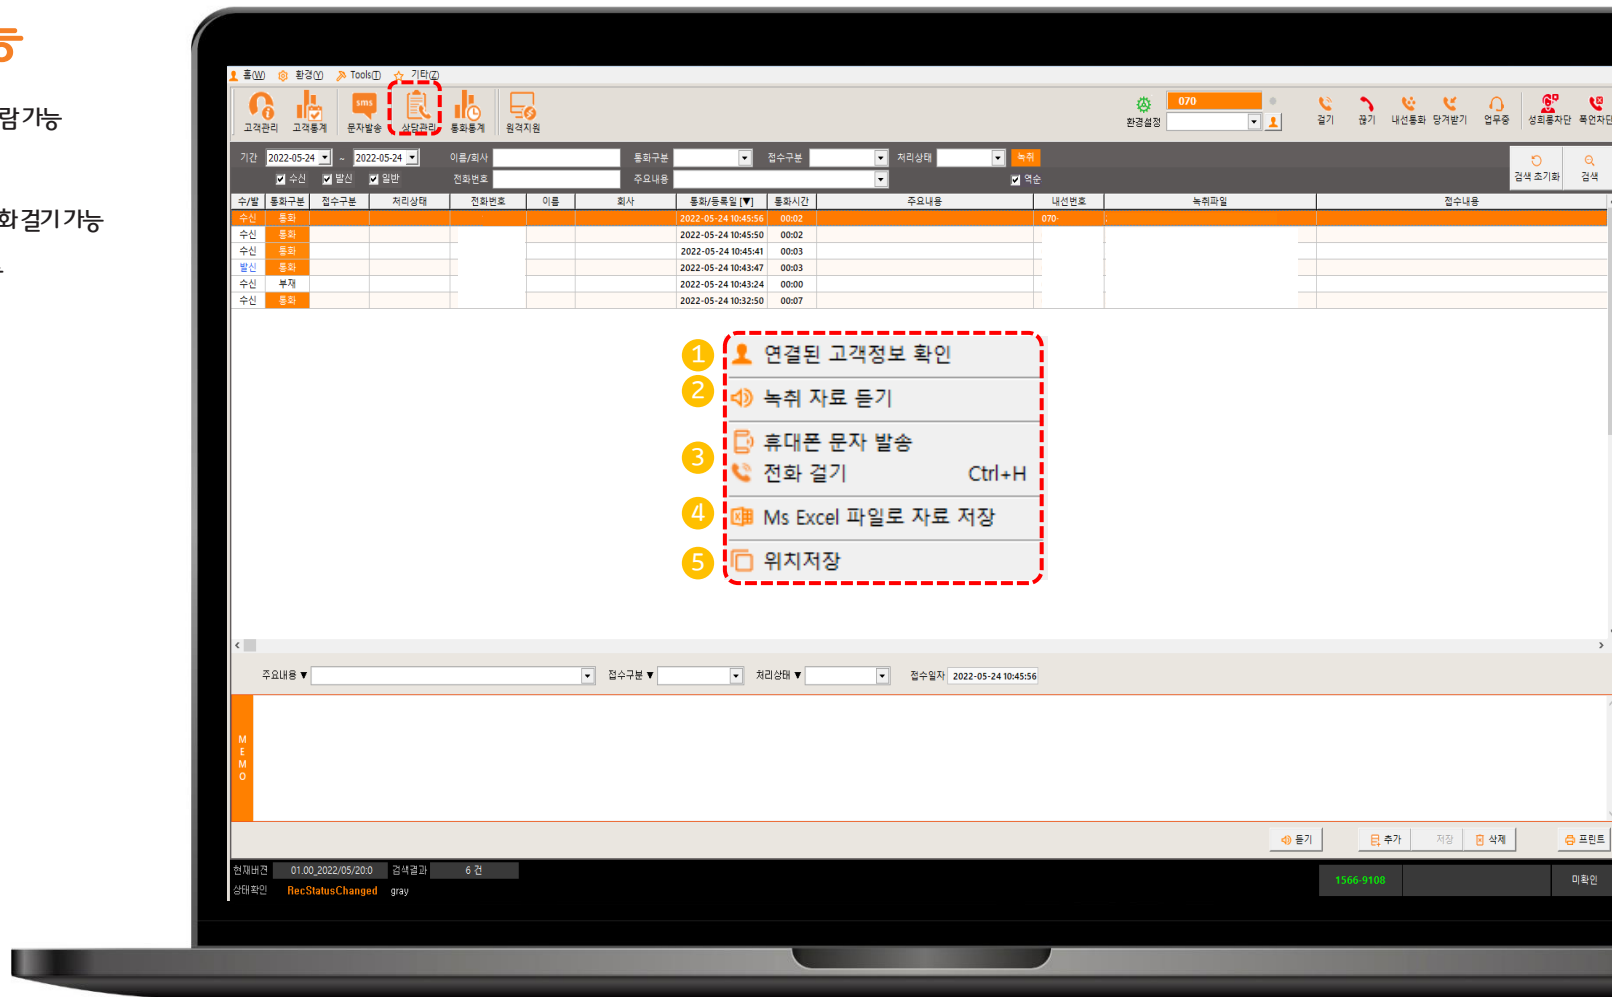 능
람 가능
화 걸기 가능
홈(W) 환경(Y) Tools(T) 기타(Z)
고객관리 고객통계 sms 문자발송 상담관리 통화통계 원격지원
환경설정 070 걸기 끊기 내선통화 당겨받기 업무중 성희롱차단 폭언차단
기간 2022-05-24 ~ 2022-05-24 이름/회사 통화구분 접수구분 처리상태 녹취
수신 발신 일반 전화번호 주요내용 역순 검색 초기화 검색
수/발 통화구분 접수구분 처리상태 전화번호 이름 회사 통화/등록일 [▼] 통화시간 주요내용 내선번호 녹취파일 접수내용
수신 통화 2022-05-24 10:45:56 00:02 070-
수신 통화 2022-05-24 10:45:50 00:02
수신 통화 2022-05-24 10:45:41 00:03
발신 통화 2022-05-24 10:43:47 00:03
수신 부재 2022-05-24 10:43:24 00:00
수신 통화 2022-05-24 10:32:50 00:07
1 연결된 고객정보 확인
2 녹취 자료 듣기
휴대폰 문자 발송
3
전화 걸기 Ctrl+H
4 Ms Excel 파일로 자료 저장
5 위치저장
주요내용 ▼ 접수구분 ▼ 처리상태 ▼ 접수일자 2022-05-24 10:45:56
M
E
M
O
듣기 추가 저장 삭제 프린트
현재버전 01.00_2022/05/20:0 검색결과 6 건
상태확인 RecStatusChanged gray 1566-9108 미확인